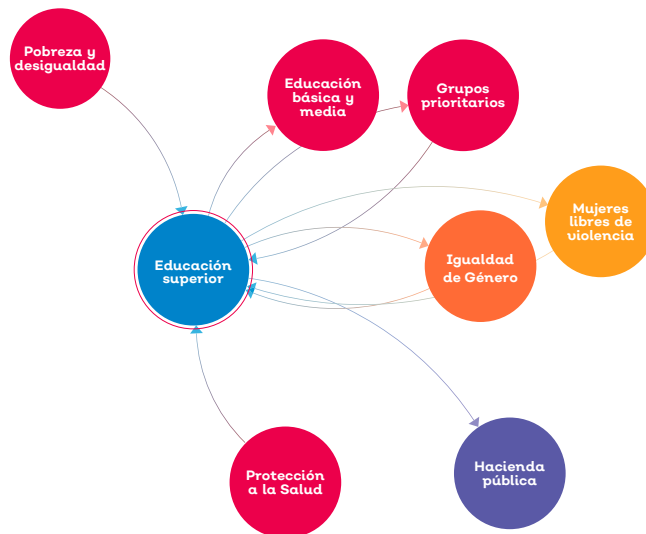 Pobreza y
desigualdad
Educación
básica y
media
Grupos
prioritarios
Mujeres
libres de
violencia
Educación
superior
Igualdad
de Género
Protección
a la Salud
Hacienda
pública